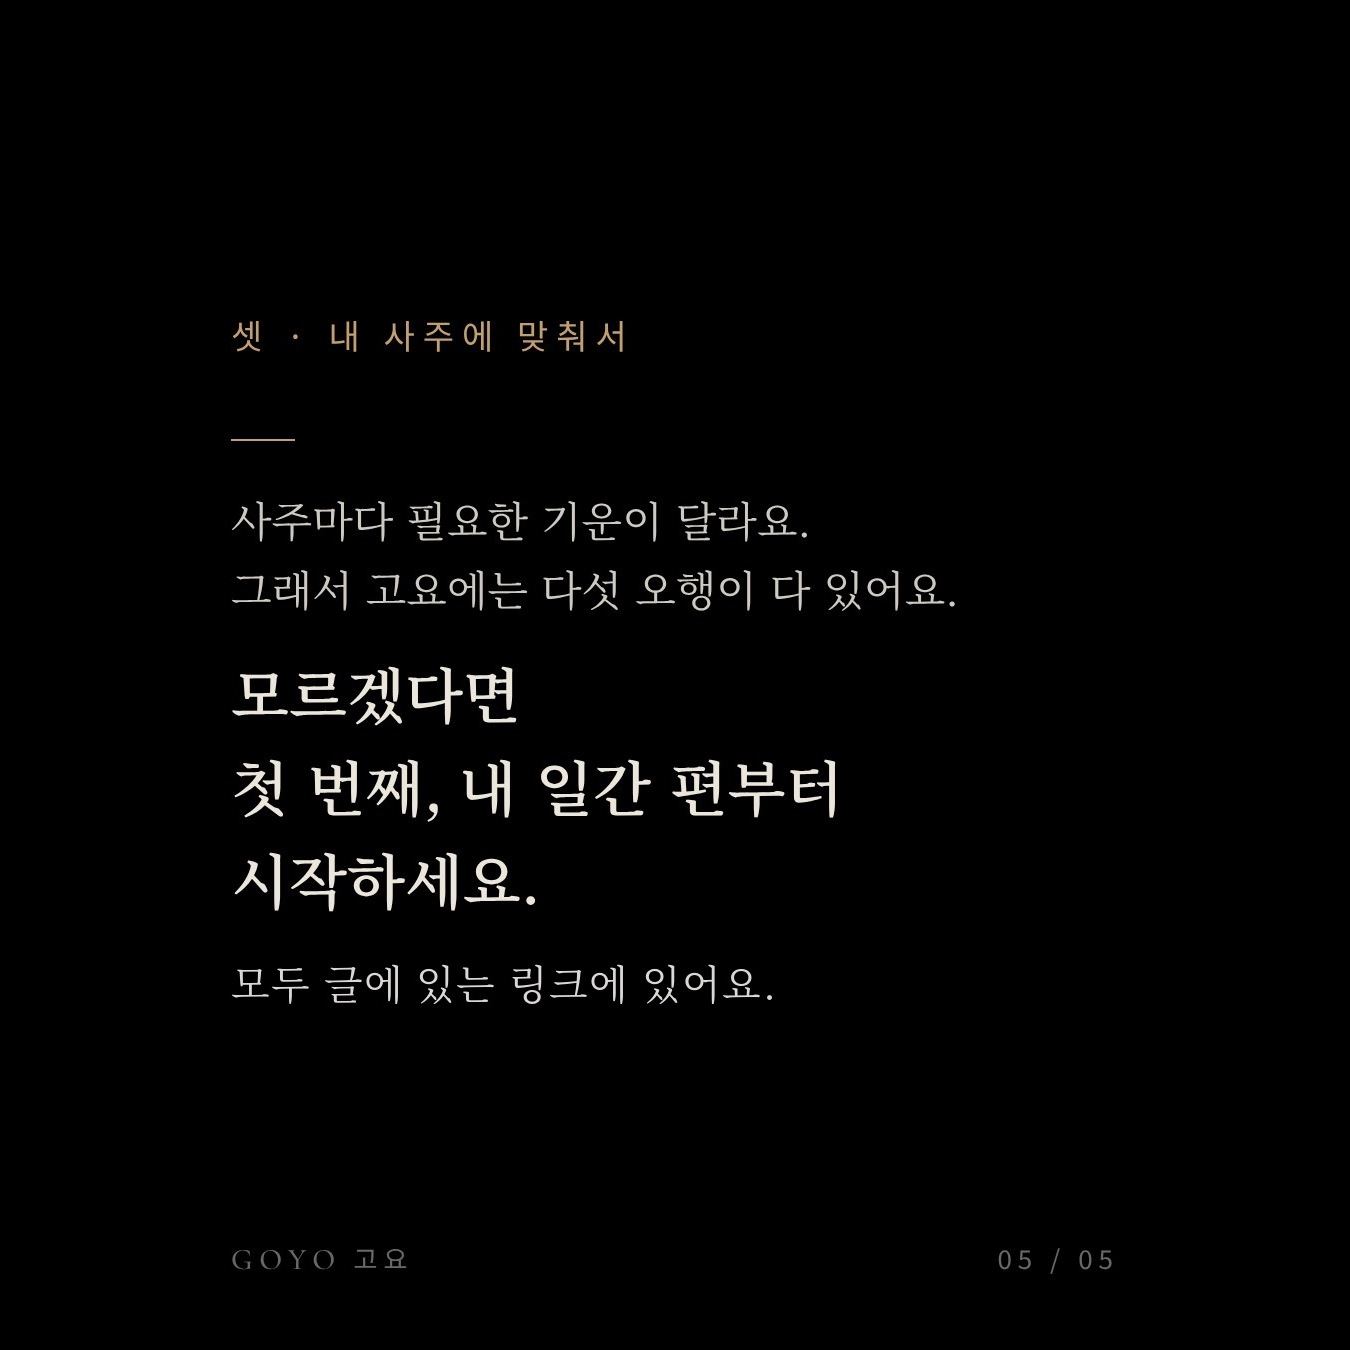 셋 · 내 사주에 맞춰서
사주마다 필요한 기운이 달라요.
그래서 고요에는 다섯 오행이 다 있어요.
모르겠다면
첫 번째, 내 일간 편부터
시작하세요.
모두 글에 있는 링크에 있어요.
GOYO 고요
05 / 05